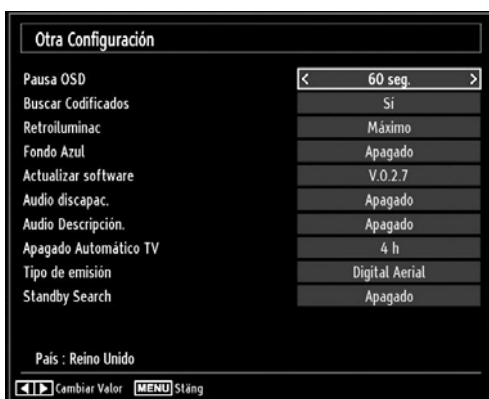 Otra Configuración
Pausa OSD < 60 seg. >
Buscar Codificados Sí
Retroiluminac Máximo
Fondo Azul Apagado
Actualizar software V.0.2.7
Audio discapac. Apagado
Audio Descripción. Apagado
Apagado Automático TV 4 h
Tipo de emisión Digital Aerial
Standby Search Apagado
País : Reino Unido
Cambiar Valor MENU Stäng